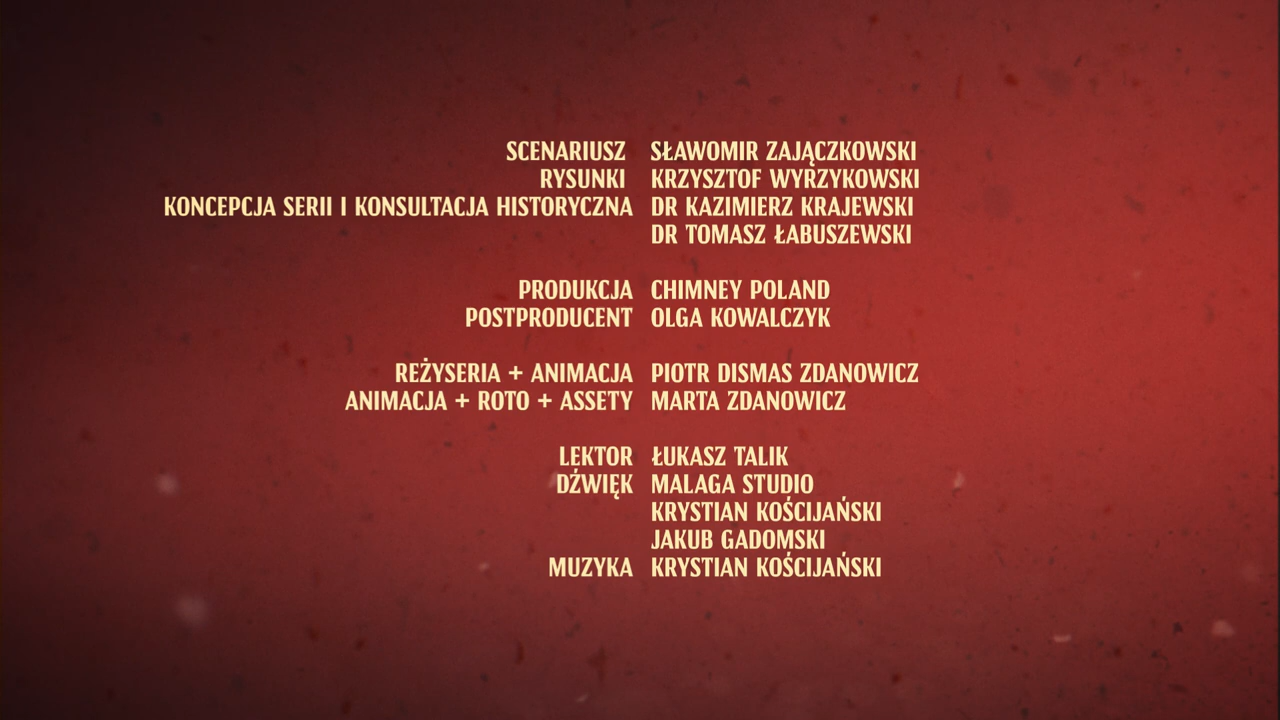 SCENARIUSZ SŁAWOMIR ZAJĄCZKOWSKI
RYSUNKI KRZYSZTOF WYRZYKOWSKI
KONCEPCJA SERII I KONSULTACJA HISTORYCZNA DR KAZIMIERZ KRAJEWSKI
DR TOMASZ ŁABUSZEWSKI
PRODUKCJA CHIMNEY POLAND
POSTPRODUCENT OLGA KOWALCZYK
REŻYSERIA + ANIMACJA PIOTR DISMAS ZDANOWICZ
ANIMACJA + ROTO + ASSETY MARTA ZDANOWICZ
LEKTOR ŁUKASZ TALIK
DŹWIĘK MALAGA STUDIO
KRYSTIAN KOŚCIJAŃSKI
JAKUB GADOMSKI
MUZYKA KRYSTIAN KOŚCIJAŃSKI